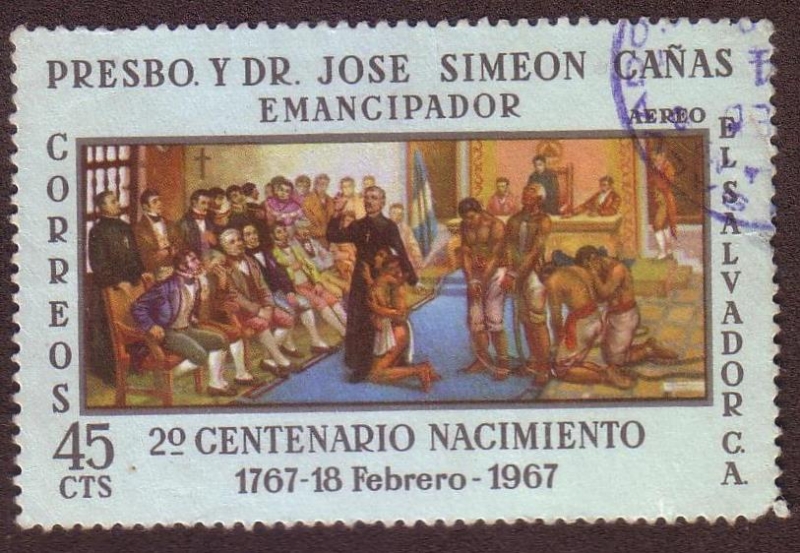 PRESBO. Y DR. JOSE SIMEON CAÑAS
EMANCIPADOR
AEREO
CORREOS
EL SALVADOR C.A.
45
CTS
2º CENTENARIO NACIMIENTO
1767-18 Febrero-1967